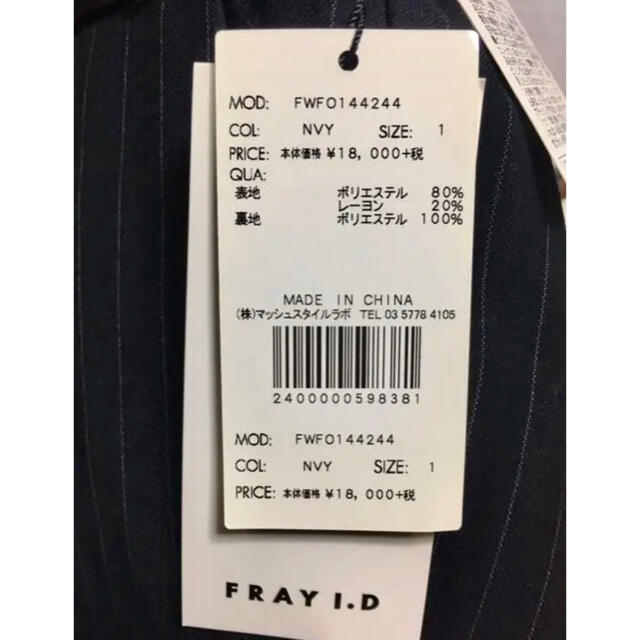 MOD: FWFO144244
COL: NVY SIZE: 1
PRICE: 本体価格 ¥18,000+税
QUA:
表地 ポリエステル 80%
レーヨン 20%
裏地 ポリエステル 100%
MADE IN CHINA
(株)マッシュスタイルラボ TEL 03 5778 4105
2400000598381
MOD: FWFO144244
COL: NVY SIZE: 1
PRICE: 本体価格 ¥18,000+税
FRAY I.D